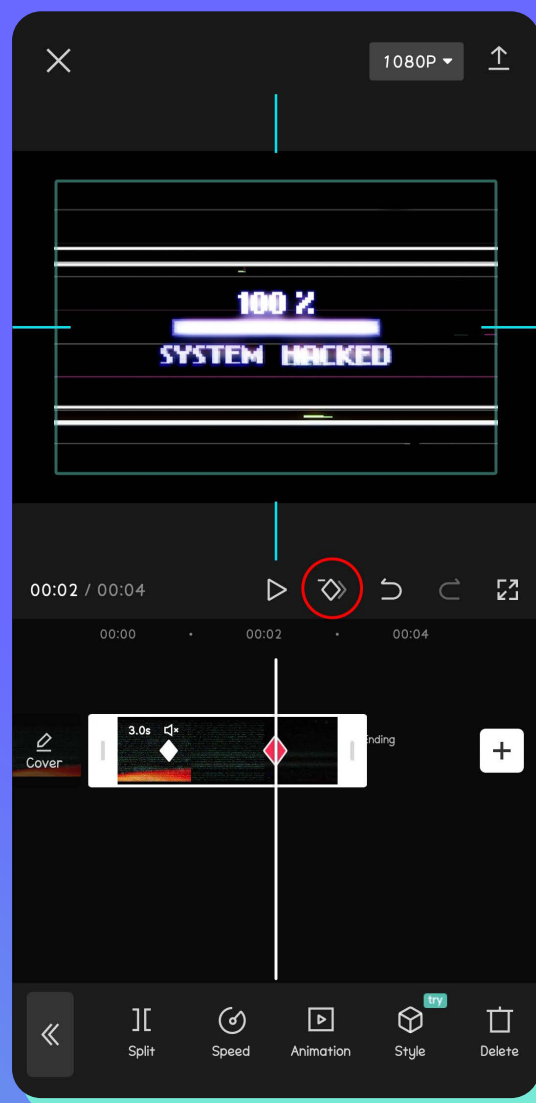 1080P
100 %
SYSTEM HACKED
00:02 / 00:04
00:00 00:02 00:04
3.0s
Cover
Ending
try
Split Speed Animation Style Delete